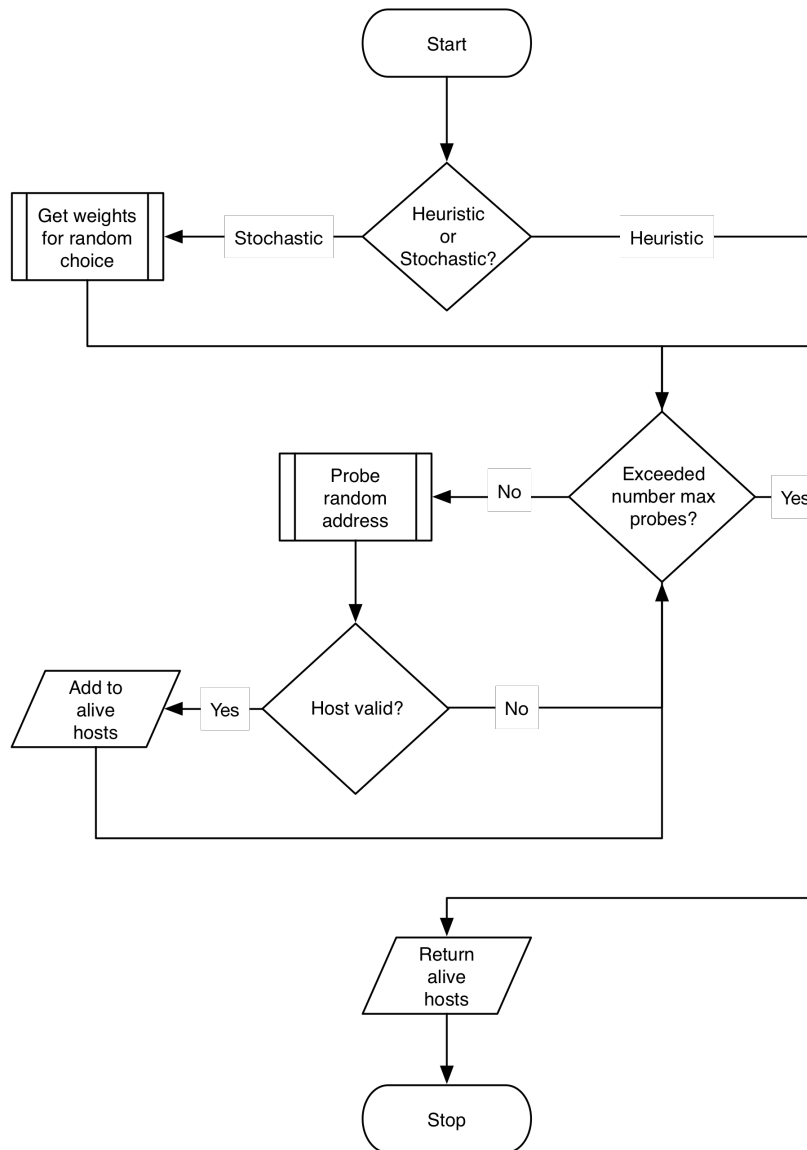 Start
Heuristic
or
Stochastic?
Stochastic
Heuristic
Get weights
for random
choice
Exceeded
number max
probes?
No
Yes
Probe
random
address
Host valid?
Yes
No
Add to
alive
hosts
Return
alive
hosts
Stop